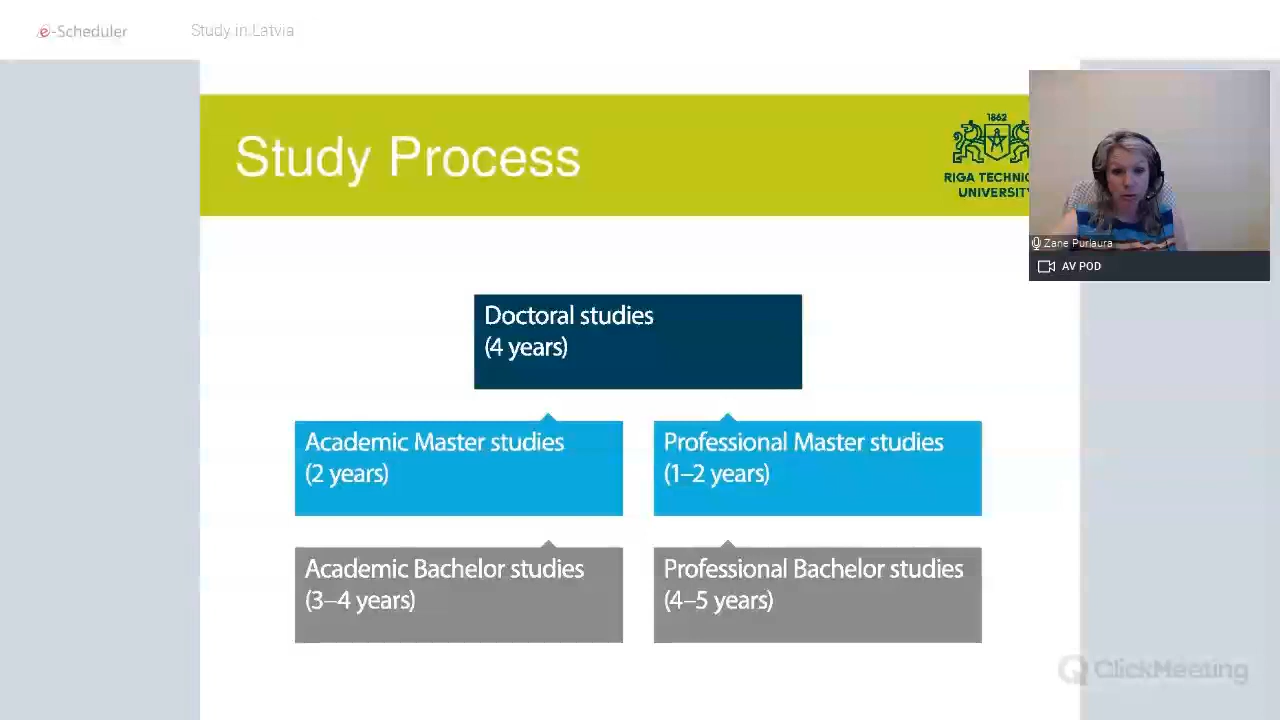 e-Scheduler
Study in Latvia
Study Process
1862
RIGA TECHNIC
UNIVERSITY
Zane Purlaura
AV POD
Doctoral studies
(4 years)
Academic Master studies
(2 years)
Professional Master studies
(1–2 years)
Academic Bachelor studies
(3–4 years)
Professional Bachelor studies
(4–5 years)
ClickMeeting